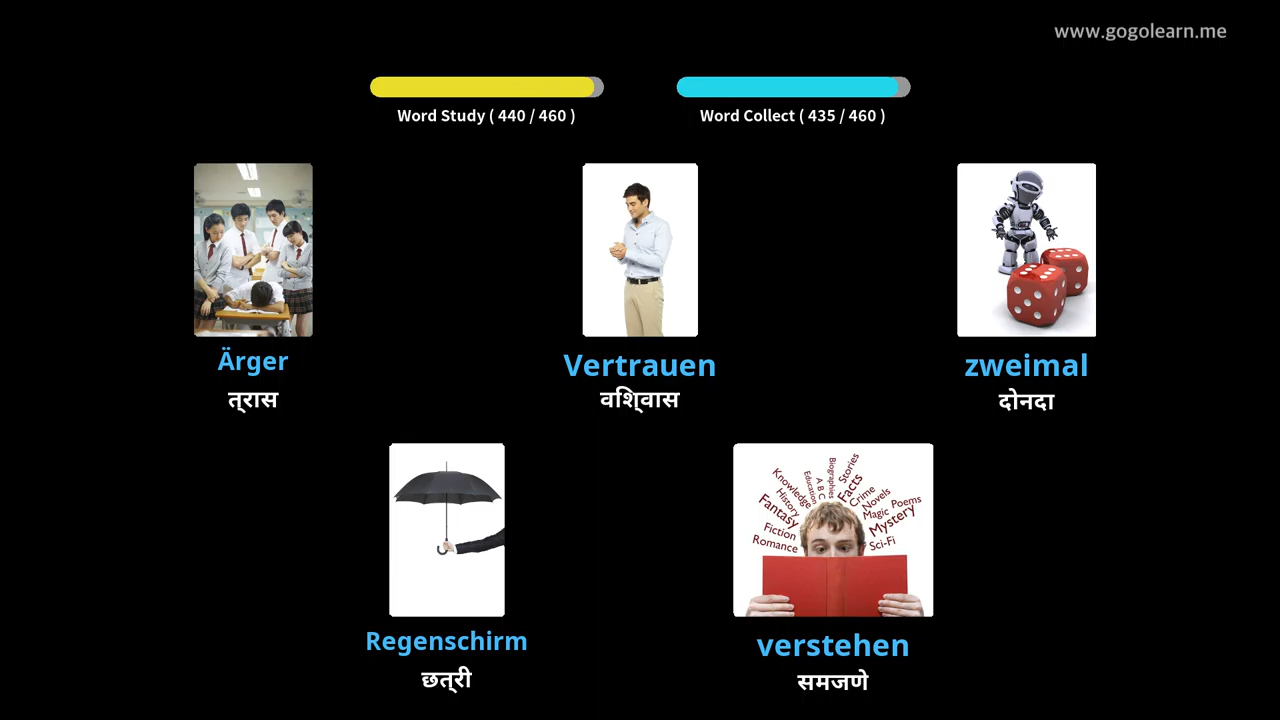 www.gogolearn.me
Word Study ( 440 / 460 )
Word Collect ( 435 / 460 )
Ärger
त्रास
Vertrauen
विश्वास
zweimal
दोनदा
Knowledge
History
Education
A B C
Biographies
Stories
Facts
Crime
Novels
Magic
Poems
Fantasy
Mystery
Fiction
Romance
Sci-Fi
Regenschirm
छत्री
verstehen
समजणे